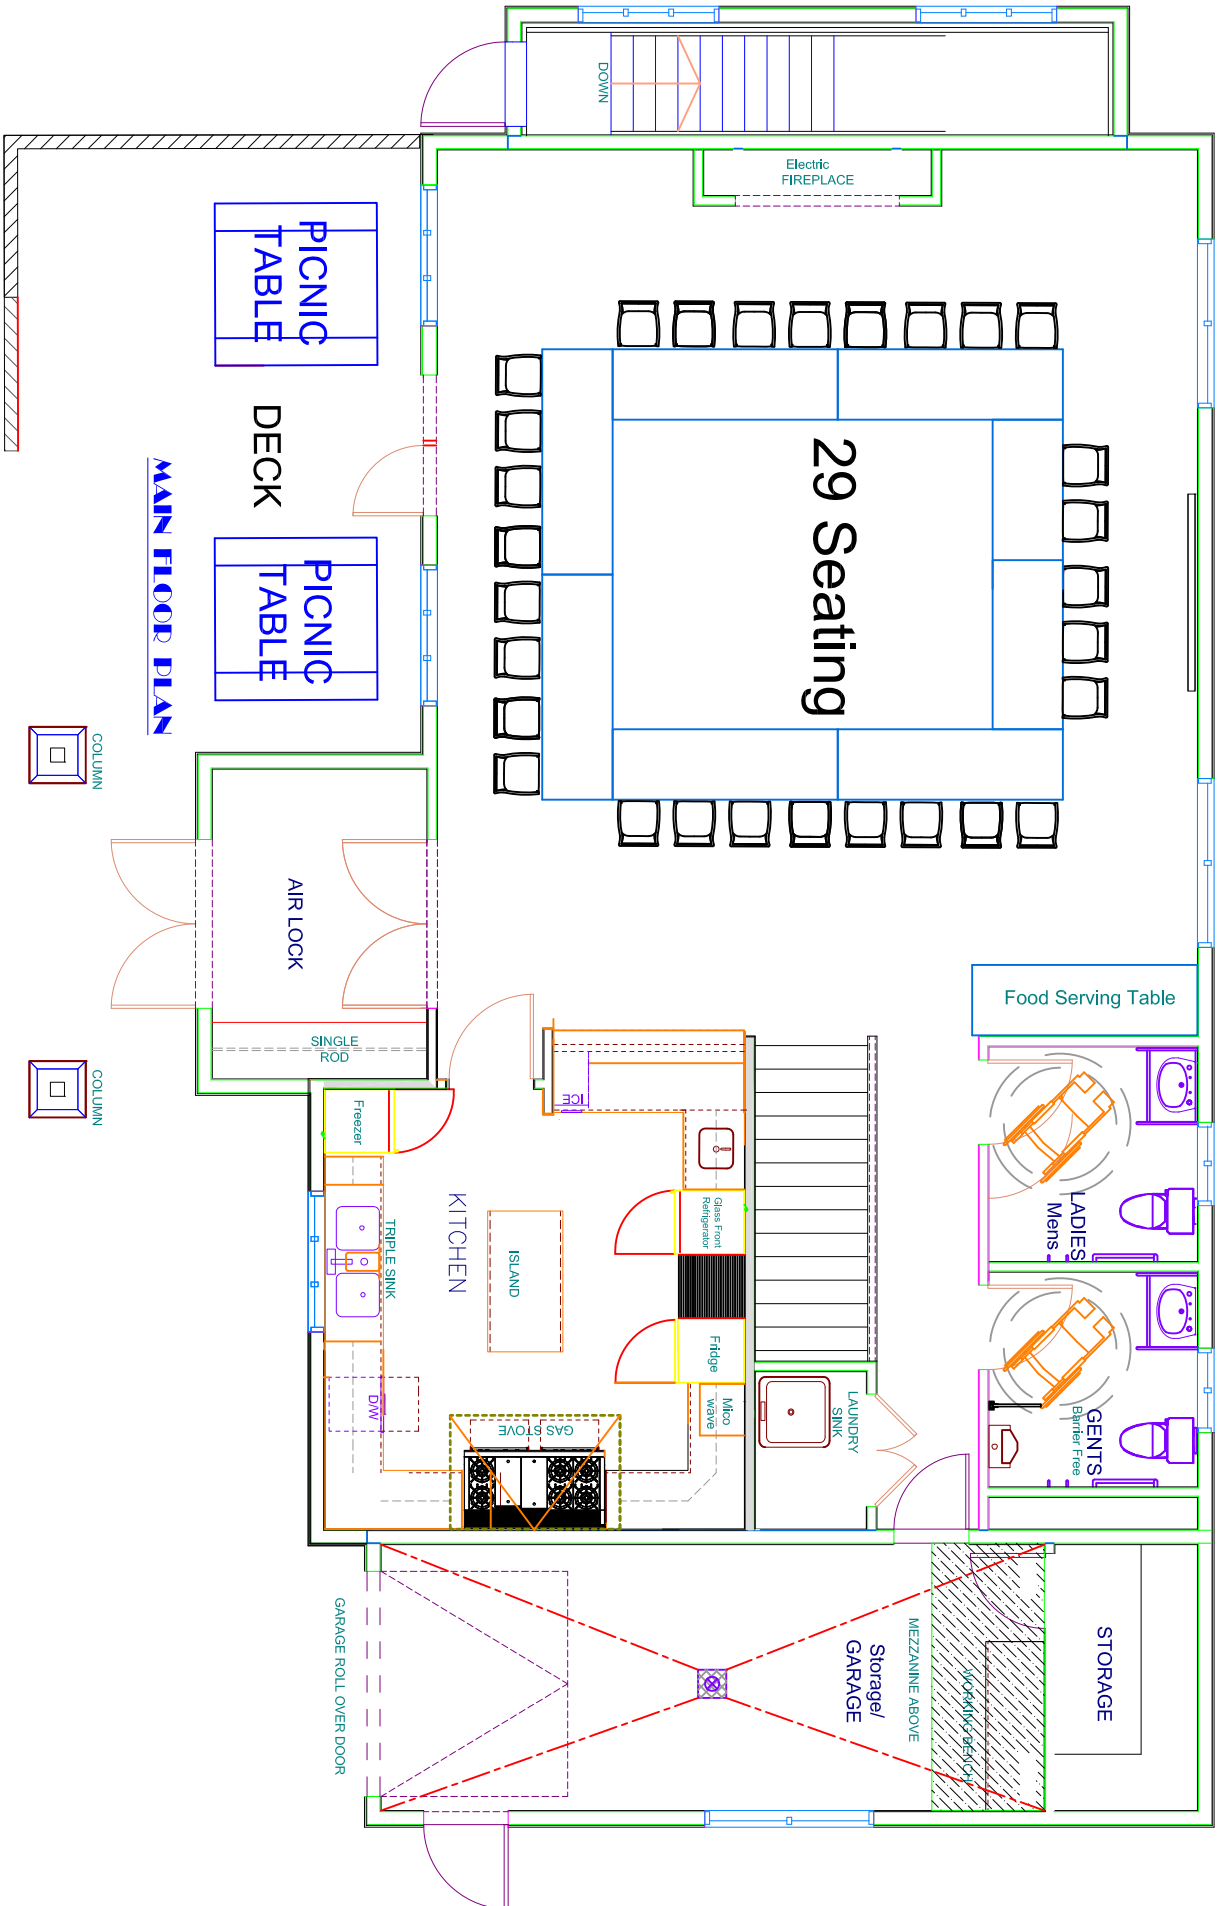 DOWN
Electric
FIREPLACE
PICNIC
TABLE
DECK
MAIN FLOOR PLAN
PICNIC
TABLE
29 Seating
COLUMN
AIR LOCK
SINGLE
ROD
COLUMN
Food Serving Table
ICE
Freezer
KITCHEN
TRIPLE SINK
ISLAND
Glass Front
Refrigerator
Fridge
Mico
wave
D/W
GAS STOVE
LAUNDRY
SINK
LADIES
Mens
GENTS
Barrier Free
GARAGE ROLL OVER DOOR
Storage/
GARAGE
MEZZANINE ABOVE
WORKING BENCH
STORAGE